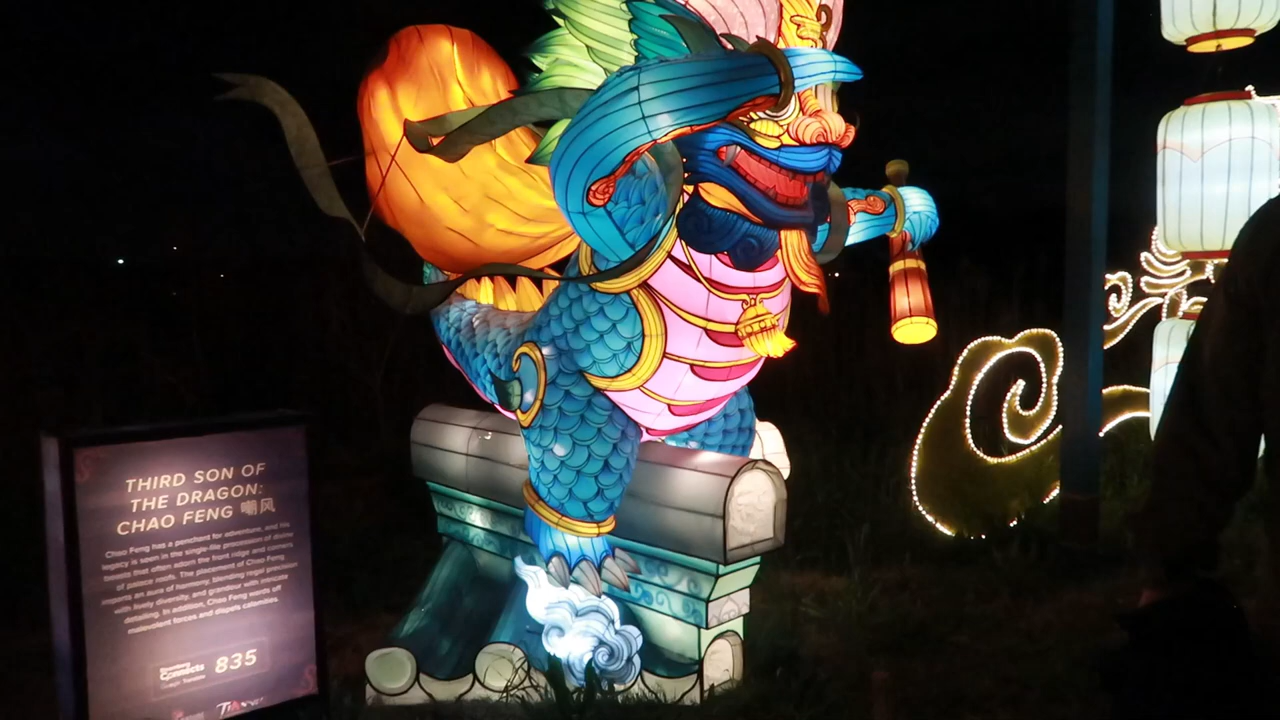 THIRD SON OF
THE DRAGON:
CHAO FENG 嘲风
Chao Feng has a penchant for adventure, and his
legacy is seen in the single-file procession of divine
beasts that often adorn the front ridge and corners
of palace roofs. The placement of Chao Feng
imparts an aura of harmony, blending regal precision
with lively diversity, and grandeur with intricate
detailing. In addition, Chao Feng wards off
malevolent forces and dispels calamities.
Connects 835